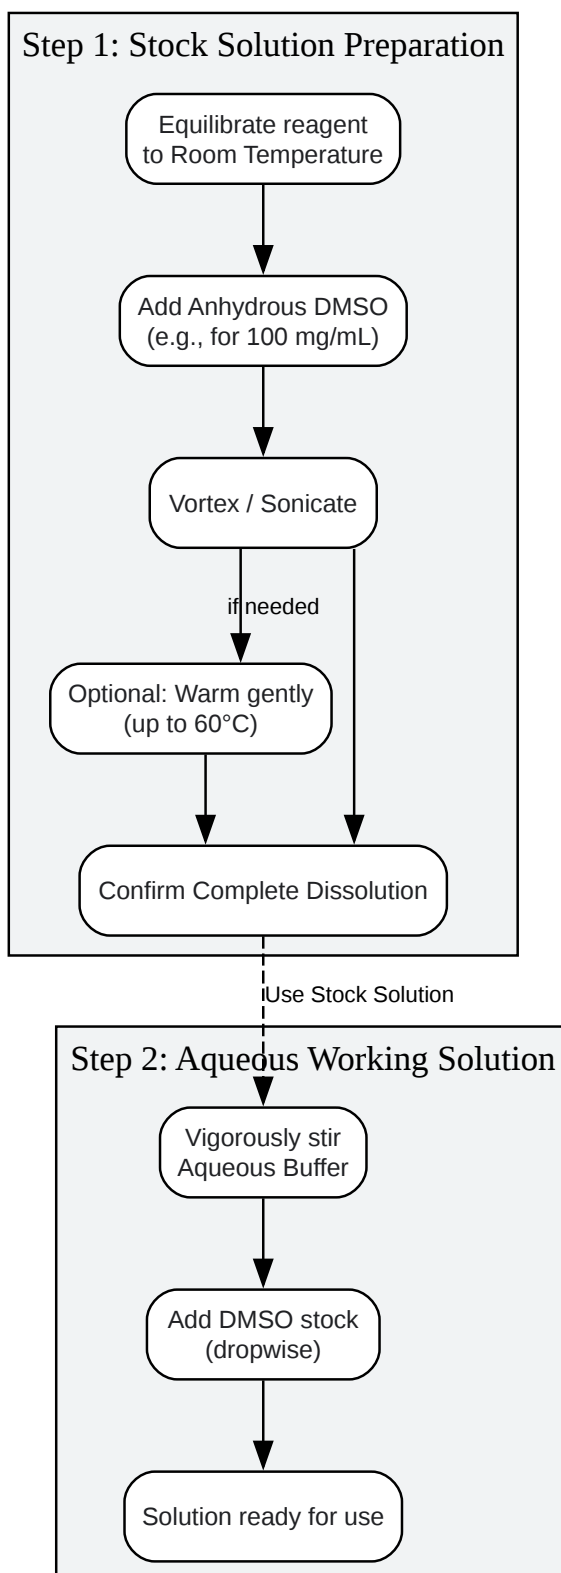 Step 1: Stock Solution Preparation
Equilibrate reagent
to Room Temperature
Add Anhydrous DMSO
(e.g., for 100 mg/mL)
Vortex / Sonicate
if needed
Optional: Warm gently
(up to 60°C)
Confirm Complete Dissolution
Use Stock Solution
Step 2: Aqueous Working Solution
Vigorously stir
Aqueous Buffer
Add DMSO stock
(dropwise)
Solution ready for use